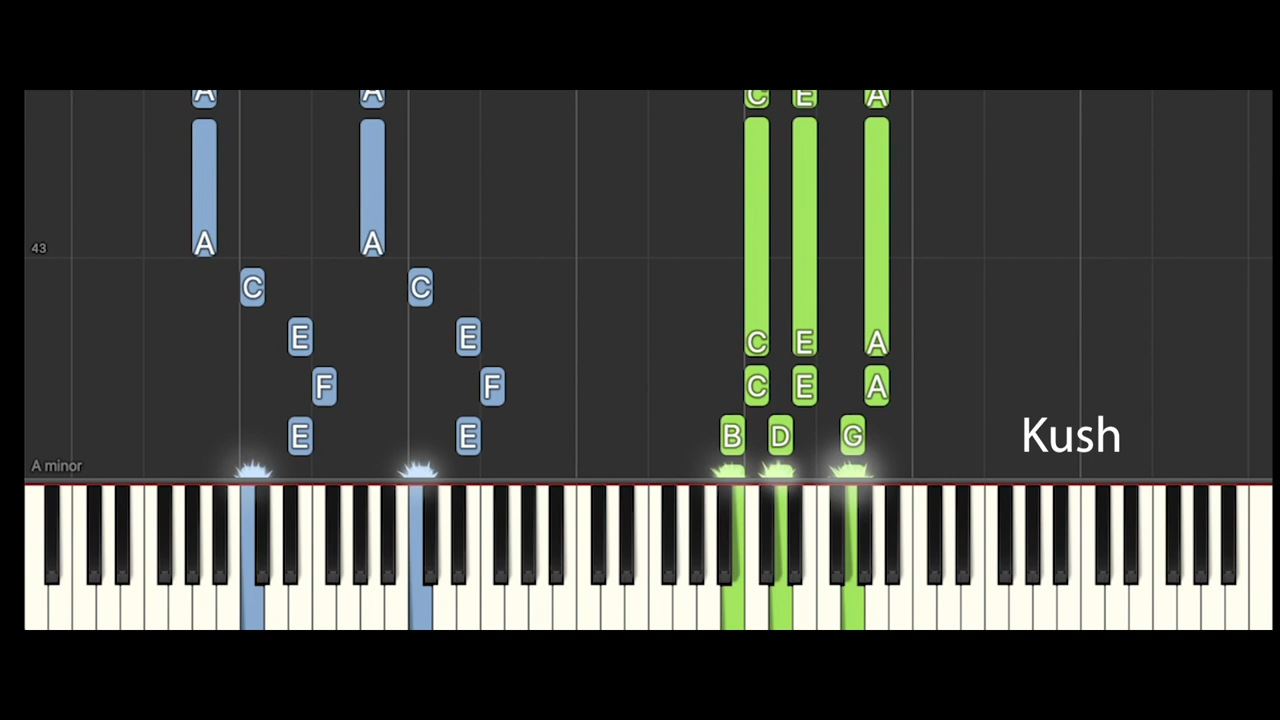 A A C E A
43
A A
C C
E E C E A
F F C E A
E E B D G
Kush
A minor